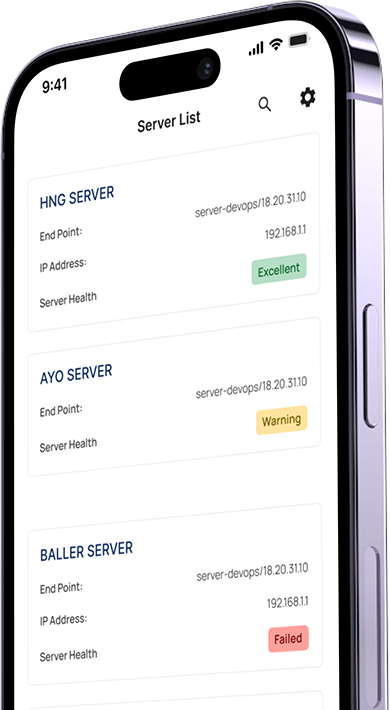 9:41
Server List
HNG SERVER
End Point: server-devops/18.20.31.10
IP Address: 192.168.1.1
Server Health Excellent
AYO SERVER
End Point: server-devops/18.20.31.10
Server Health Warning
BALLER SERVER
End Point: server-devops/18.20.31.10
IP Address: 192.168.1.1
Server Health Failed